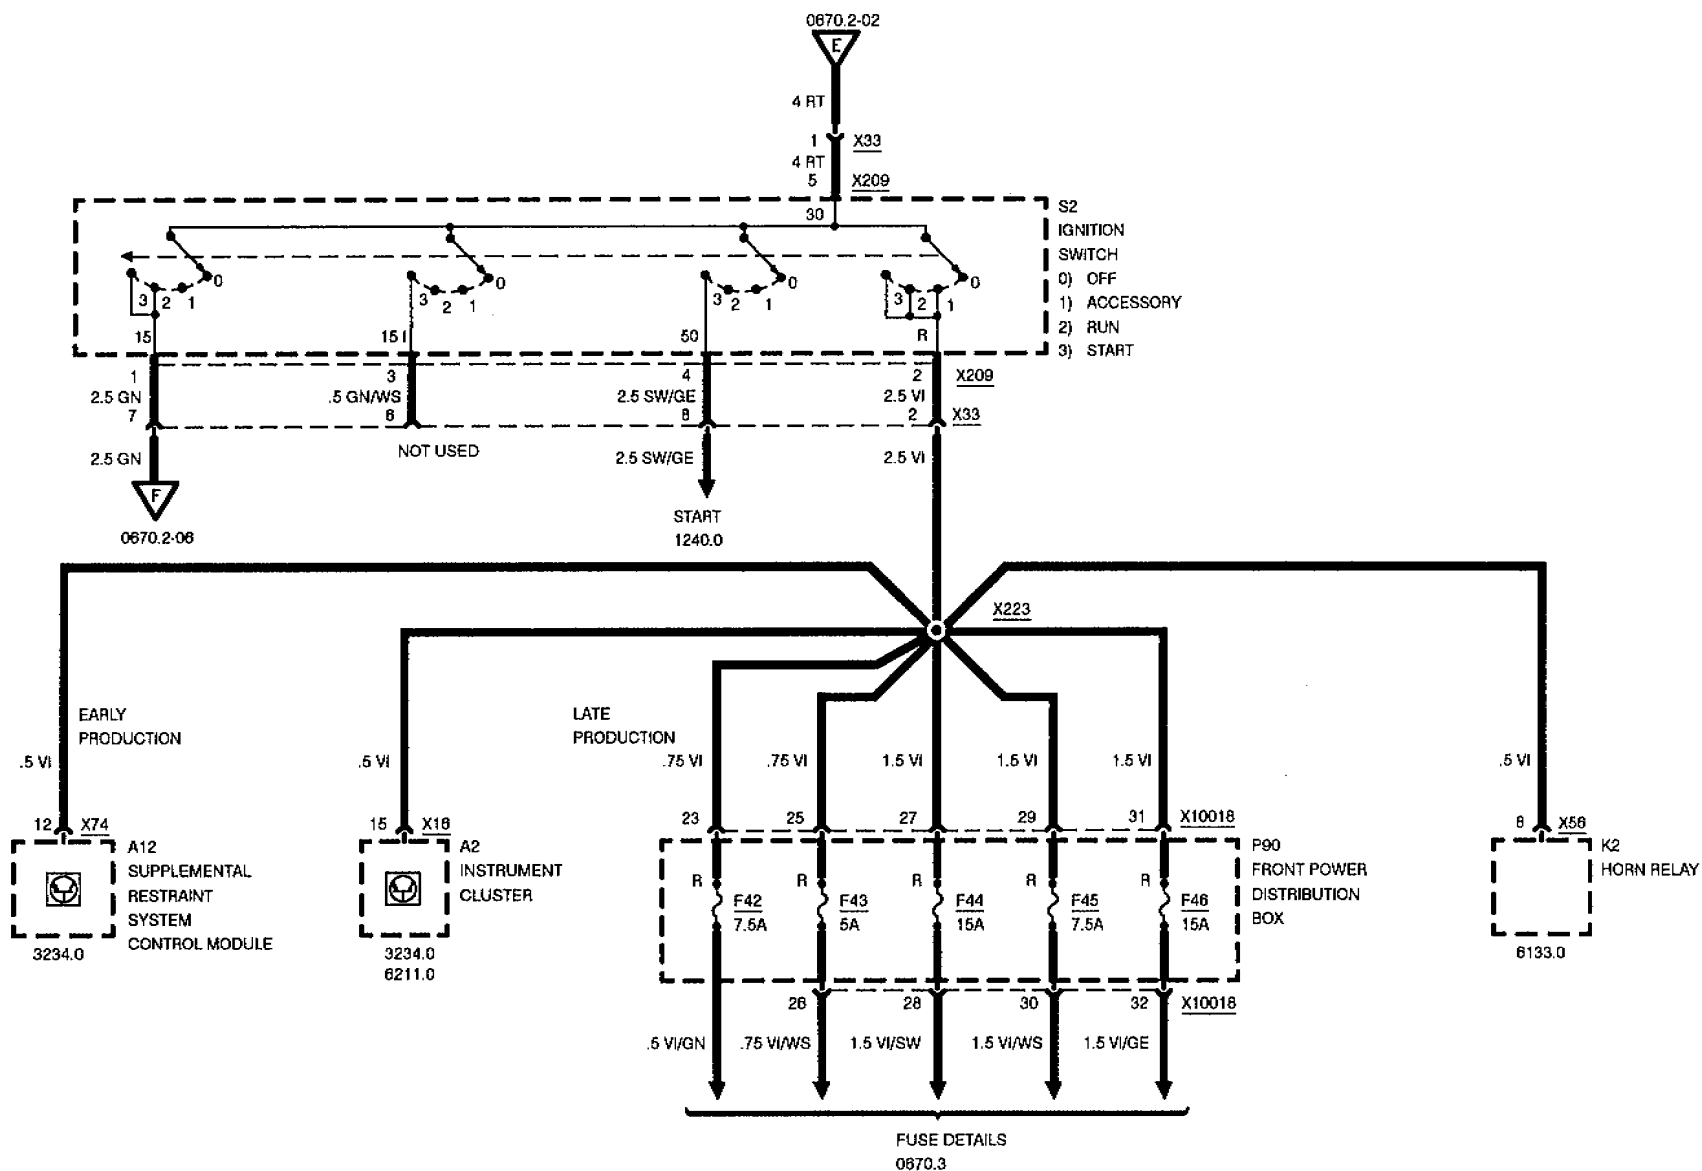 0670.2-02
E
4 RT
1 X33
4 RT
5 X209
30
S2
IGNITION
SWITCH
0) OFF
1) ACCESSORY
2) RUN
3) START
3 2 1 0
3 2 1 0
3 2 1 0
3 2 1 0
15 15 I 50 R
1 3 4 2 X209
2.5 GN .5 GN/WS 2.5 SW/GE 2.5 VI
7 6 8 2 X33
NOT USED
2.5 GN 2.5 SW/GE 2.5 VI
F
START
0670.2-06 1240.0
X223
EARLY
PRODUCTION
LATE
PRODUCTION
.5 VI .5 VI .75 VI .75 VI 1.5 VI 1.5 VI 1.5 VI .5 VI
12 X74 15 X16 23 25 27 29 31 X10018 8 X56
A12
SUPPLEMENTAL
RESTRAINT
SYSTEM
CONTROL MODULE
3234.0
A2
INSTRUMENT
CLUSTER
3234.0
6211.0
R R R R R
F42 F43 F44 F45 F46
7.5A 5A 15A 7.5A 15A
P90
FRONT POWER
DISTRIBUTION
BOX
K2
HORN RELAY
6133.0
26 28 30 32 X10018
.5 VI/GN .75 VI/WS 1.5 VI/SW 1.5 VI/WS 1.5 VI/GE
FUSE DETAILS
0670.3